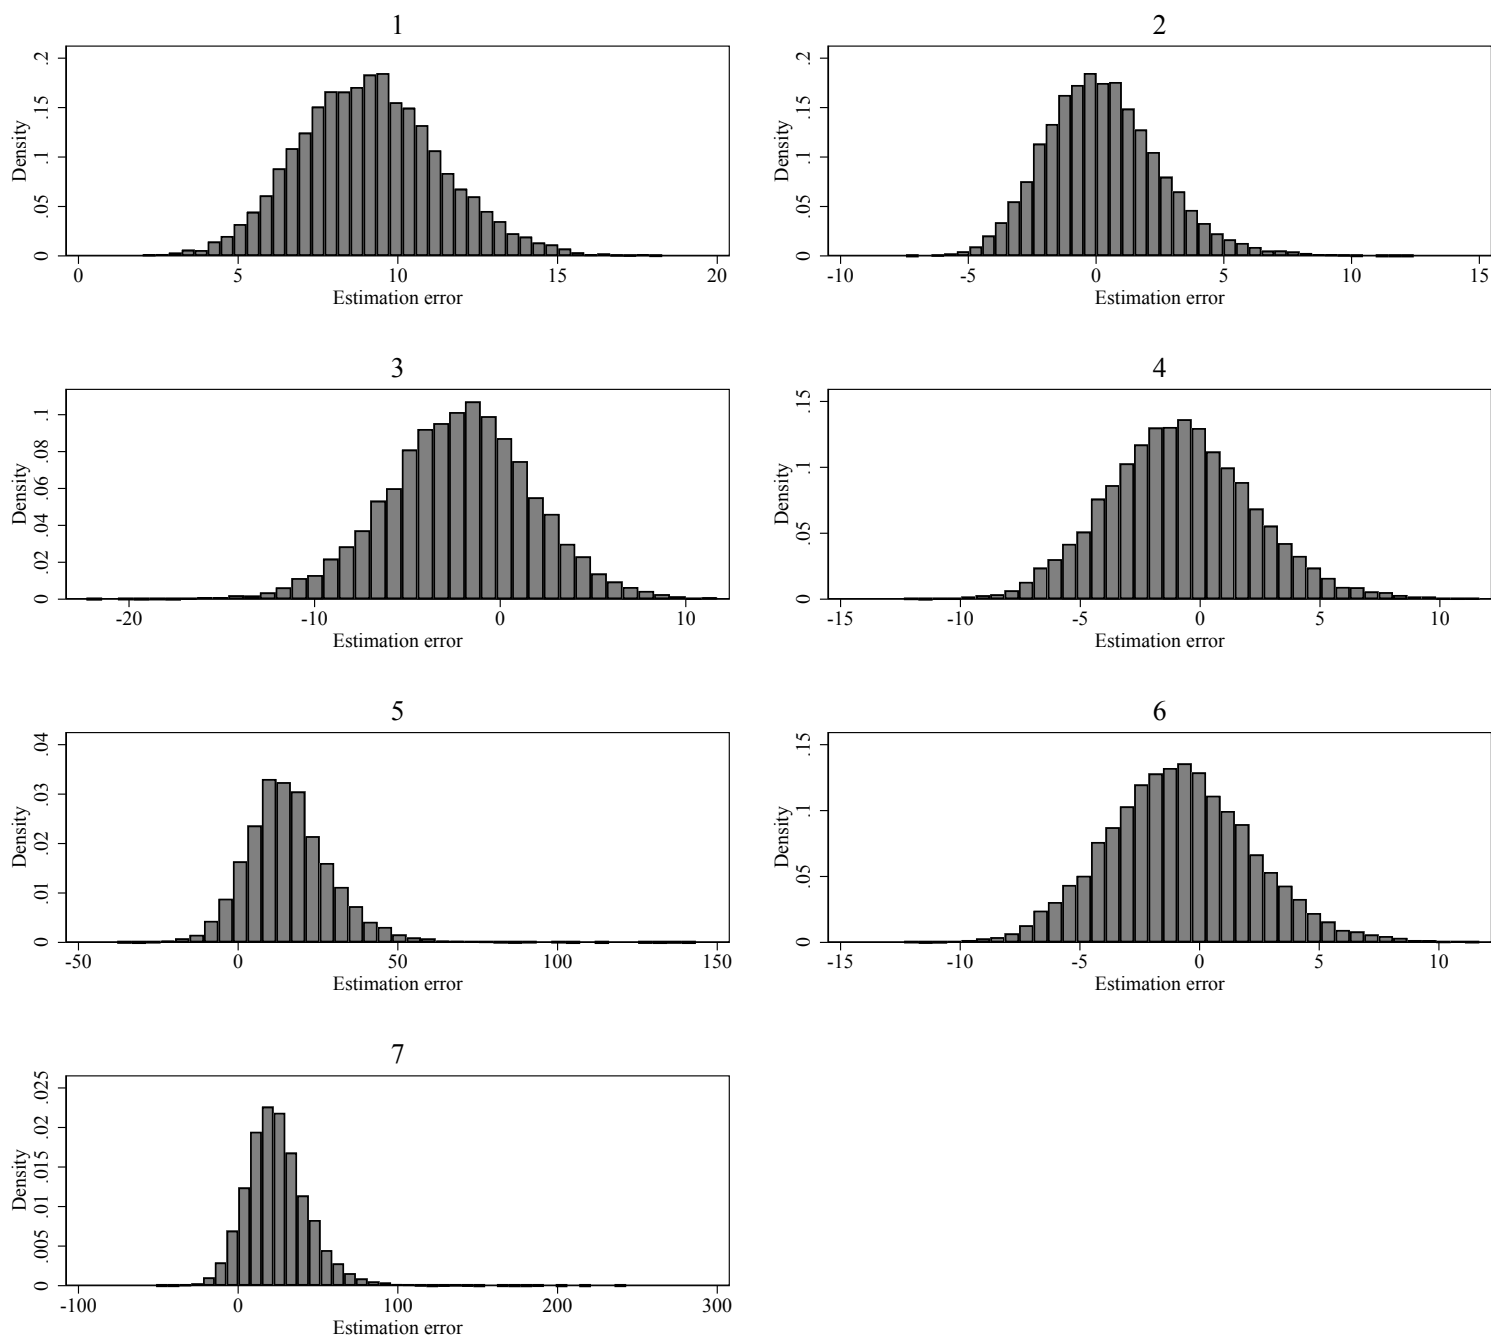 1
Density
0 .05 .1 .15 .2
0 5 10 15 20
Estimation error
2
Density
0 .05 .1 .15 .2
-10 -5 0 5 10 15
Estimation error
3
Density
0 .02 .04 .06 .08 .1
-20 -10 0 10
Estimation error
4
Density
0 .05 .1 .15
-15 -10 -5 0 5 10
Estimation error
5
Density
0 .01 .02 .03 .04
-50 0 50 100 150
Estimation error
6
Density
0 .05 .1 .15
-15 -10 -5 0 5 10
Estimation error
7
Density
0 .005 .01 .015 .02 .025
-100 0 100 200 300
Estimation error